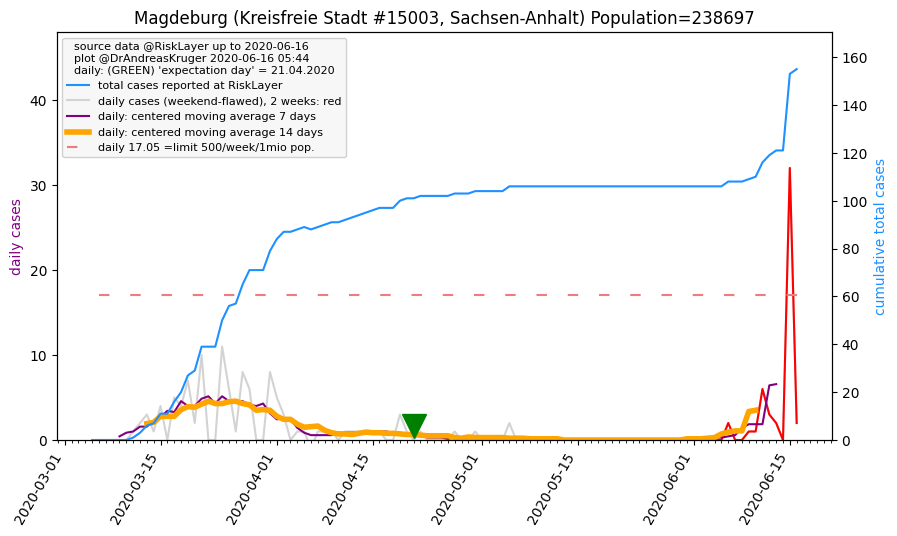 Magdeburg (Kreisfreie Stadt #15003, Sachsen-Anhalt) Population=238697
source data @RiskLayer up to 2020-06-16
plot @DrAndreasKruger 2020-06-16 05:44
daily: (GREEN) 'expectation day' = 21.04.2020
total cases reported at RiskLayer
daily cases (weekend-flawed), 2 weeks: red
daily: centered moving average 7 days
daily: centered moving average 14 days
daily 17.05 =limit 500/week/1mio pop.
daily cases
40
30
20
10
0
cumulative total cases
160
140
120
100
80
60
40
20
0
2020-03-01
2020-03-15
2020-04-01
2020-04-15
2020-05-01
2020-05-15
2020-06-01
2020-06-15